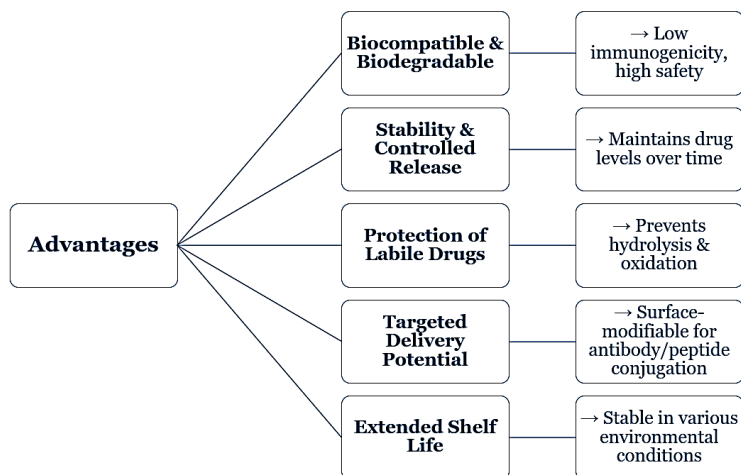 Advantages
Biocompatible &
Biodegradable
→ Low
immunogenicity,
high safety
Stability &
Controlled
Release
→ Maintains drug
levels over time
Protection of
Labile Drugs
→ Prevents
hydrolysis &
oxidation
Targeted
Delivery
Potential
→ Surface-
modifiable for
antibody/peptide
conjugation
Extended Shelf
Life
→ Stable in various
environmental
conditions